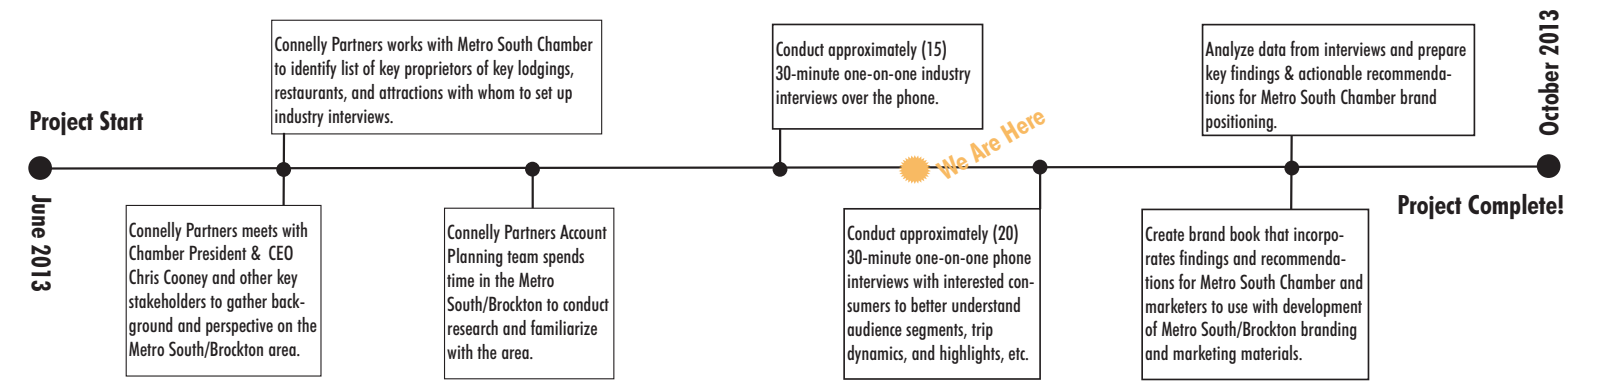 Project Start
June 2013
Connelly Partners works with Metro South Chamber
to identify list of key proprietors of key lodgings,
restaurants, and attractions with whom to set up
industry interviews.
Connelly Partners meets with
Chamber President & CEO
Chris Cooney and other key
stakeholders to gather back-
ground and perspective on the
Metro South/Brockton area.
Connelly Partners Account
Planning team spends
time in the Metro
South/Brockton to conduct
research and familiarize
with the area.
Conduct approximately (15)
30-minute one-on-one industry
interviews over the phone.
We Are Here
Conduct approximately (20)
30-minute one-on-one phone
interviews with interested con-
sumers to better understand
audience segments, trip
dynamics, and highlights, etc.
Analyze data from interviews and prepare
key findings & actionable recommenda-
tions for Metro South Chamber brand
positioning.
Create brand book that incorpo-
rates findings and recommenda-
tions for Metro South Chamber and
marketers to use with development
of Metro South/Brockton branding
and marketing materials.
October 2013
Project Complete!